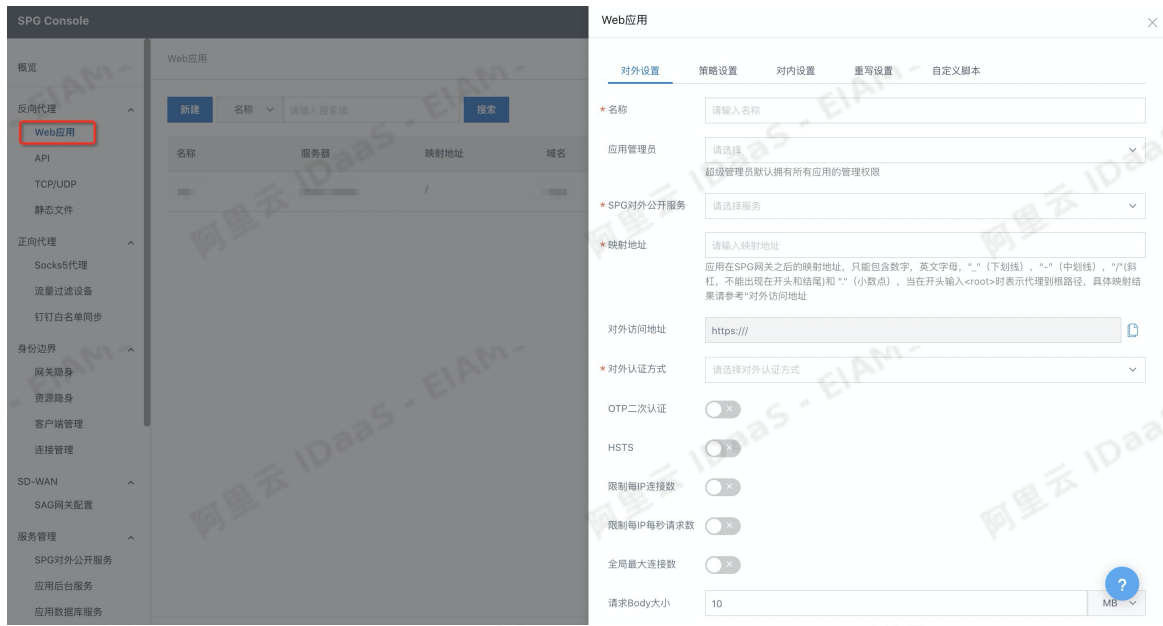 SPG Console
概览
反向代理
Web应用
API
TCP/UDP
静态文件
正向代理
Socks5代理
流量过滤设备
钉钉白名单同步
身份边界
网关隐身
资源隐身
客户端管理
连接管理
SD-WAN
SAG网关配置
服务管理
SPG对外公开服务
应用后台服务
应用数据库服务
Web应用
新建 名称 请输入搜索值 搜索
名称 服务器 映射地址 域名
/
Web应用
对外设置 策略设置 对内设置 重写设置 自定义脚本
* 名称 请输入名称
应用管理员 请选择
超级管理员默认拥有所有应用的管理权限
* SPG对外公开服务 请选择服务
* 映射地址 请输入映射地址
应用在SPG网关之后的映射地址，只能包含数字，英文字母，"_"（下划线），"-"（中划线），"/"(斜
杠，不能出现在开头和结尾)和 "."（小数点），当在开头输入<root>时表示代理到根路径，具体映射结
果请参考"对外访问地址
对外访问地址 https:///
* 对外认证方式 请选择对外认证方式
OTP二次认证
HSTS
限制每IP连接数
限制每IP每秒请求数
全局最大连接数
请求Body大小 10 MB
?
阿里云 IDaaS - EIAM -